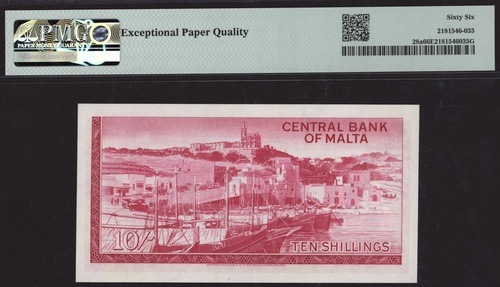 PMG
PAPER MONEY GUARANTY
Exceptional Paper Quality
Sixty Six
2181546-035
28a66E2181546035G
CENTRAL BANK
OF MALTA
10/-
TEN SHILLINGS